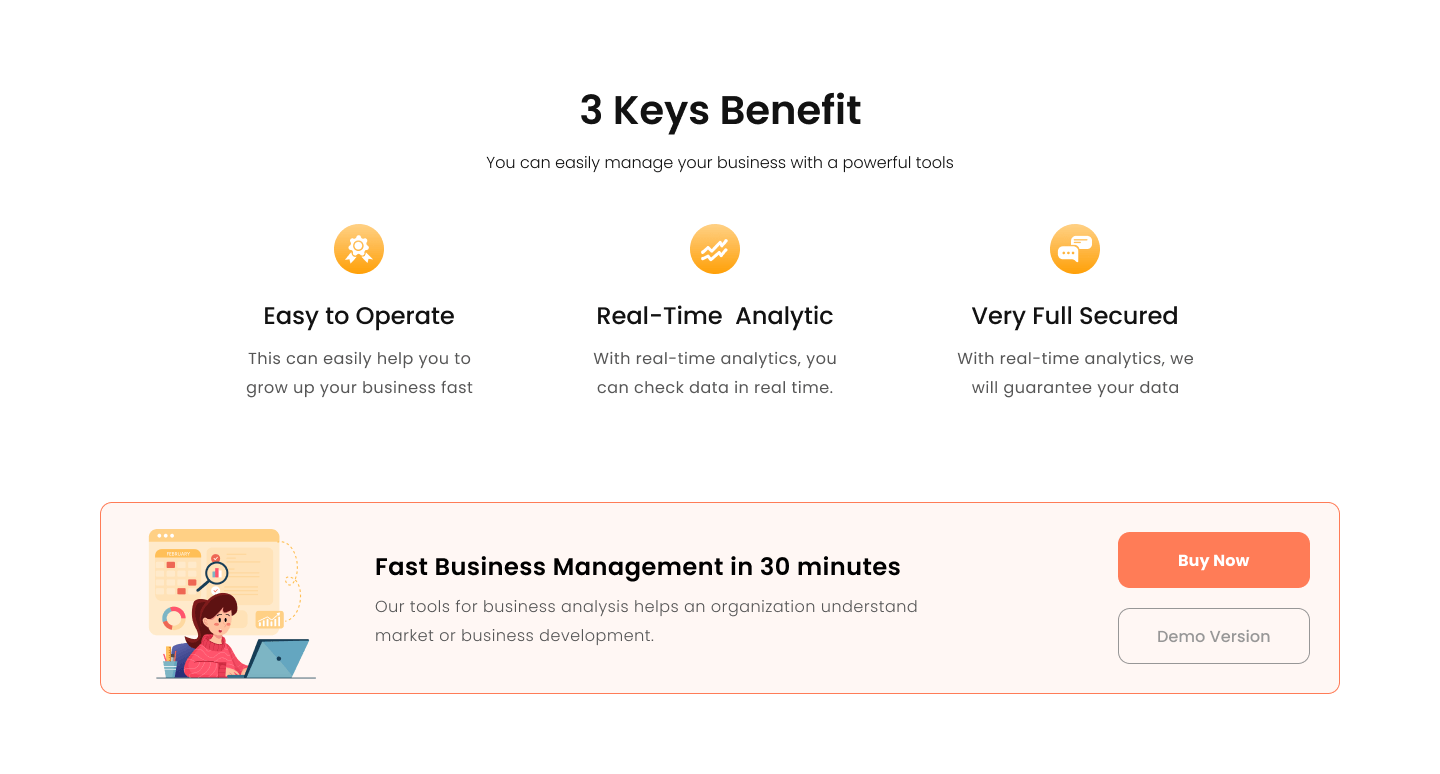 3 Keys Benefit
You can easily manage your business with a powerful tools
Easy to Operate
This can easily help you to
grow up your business fast
Real-Time  Analytic
With real-time analytics, you
can check data in real time.
Very Full Secured
With real-time analytics, we
will guarantee your data
FEBRUARY
Fast Business Management in 30 minutes
Our tools for business analysis helps an organization understand
market or business development.
Buy Now
Demo Version